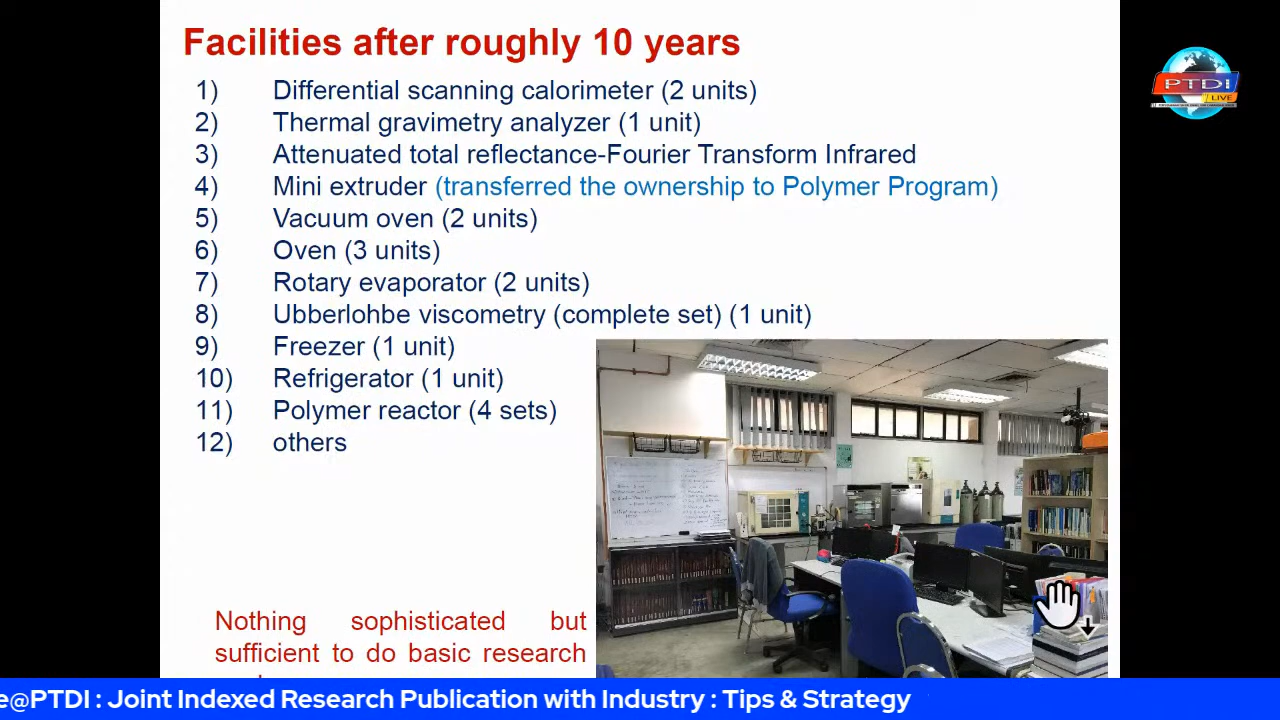 Facilities after roughly 10 years
1) Differential scanning calorimeter (2 units)
2) Thermal gravimetry analyzer (1 unit)
3) Attenuated total reflectance-Fourier Transform Infrared
4) Mini extruder (transferred the ownership to Polymer Program)
5) Vacuum oven (2 units)
6) Oven (3 units)
7) Rotary evaporator (2 units)
8) Ubberlohbe viscometry (complete set) (1 unit)
9) Freezer (1 unit)
10) Refrigerator (1 unit)
11) Polymer reactor (4 sets)
12) others
Nothing sophisticated but
sufficient to do basic research
PTDI
LIVE
e@PTDI : Joint Indexed Research Publication with Industry : Tips & Strategy